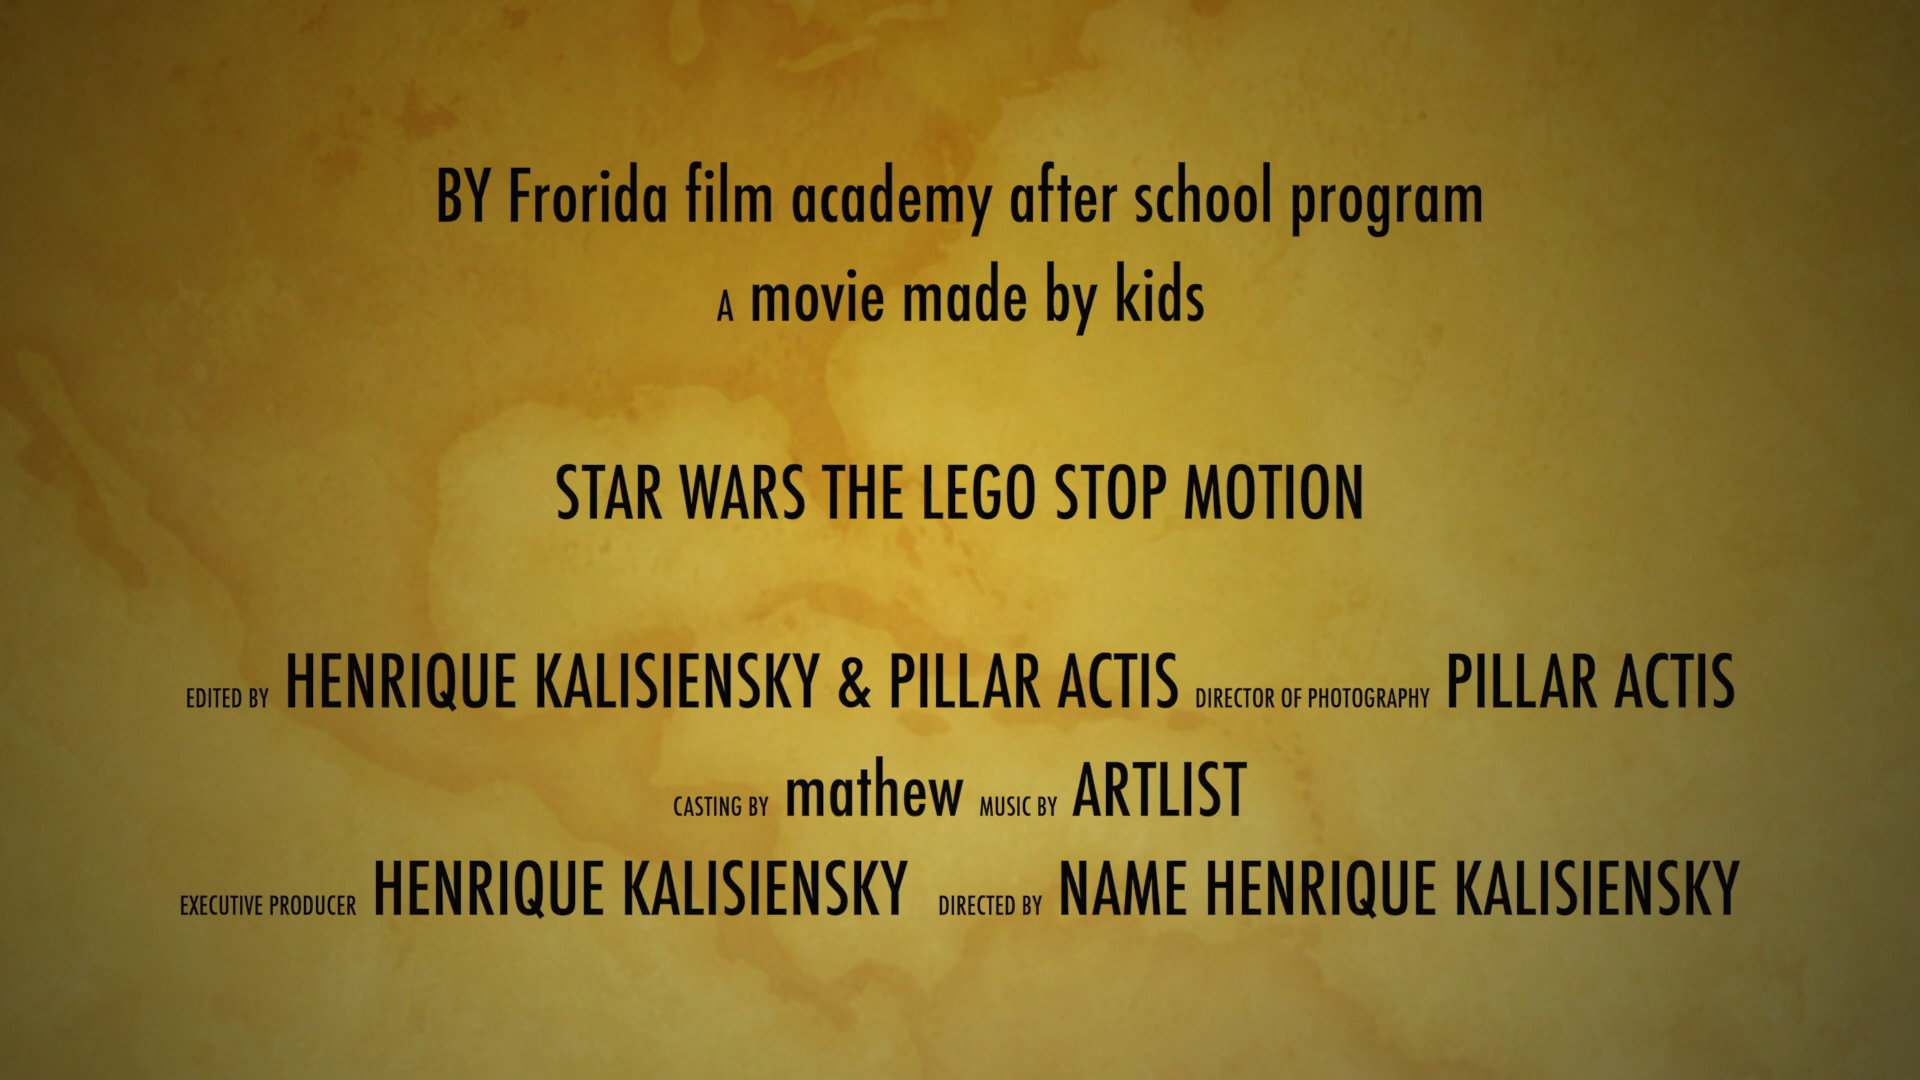 BY Frorida film academy after school program
A movie made by kids
STAR WARS THE LEGO STOP MOTION
EDITED BY HENRIQUE KALISIENSKY & PILLAR ACTIS DIRECTOR OF PHOTOGRAPHY PILLAR ACTIS
CASTING BY mathew MUSIC BY ARTLIST
EXECUTIVE PRODUCER HENRIQUE KALISIENSKY DIRECTED BY NAME HENRIQUE KALISIENSKY